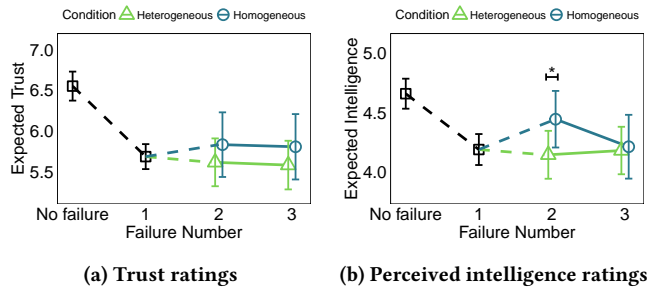 Condition Heterogeneous Homogeneous
7.0
6.5
6.0
5.5
Expected Trust
No failure 1 2 3
Failure Number
(a) Trust ratings
Condition Heterogeneous Homogeneous
5.0
4.5
4.0
Expected Intelligence
*
No failure 1 2 3
Failure Number
(b) Perceived intelligence ratings